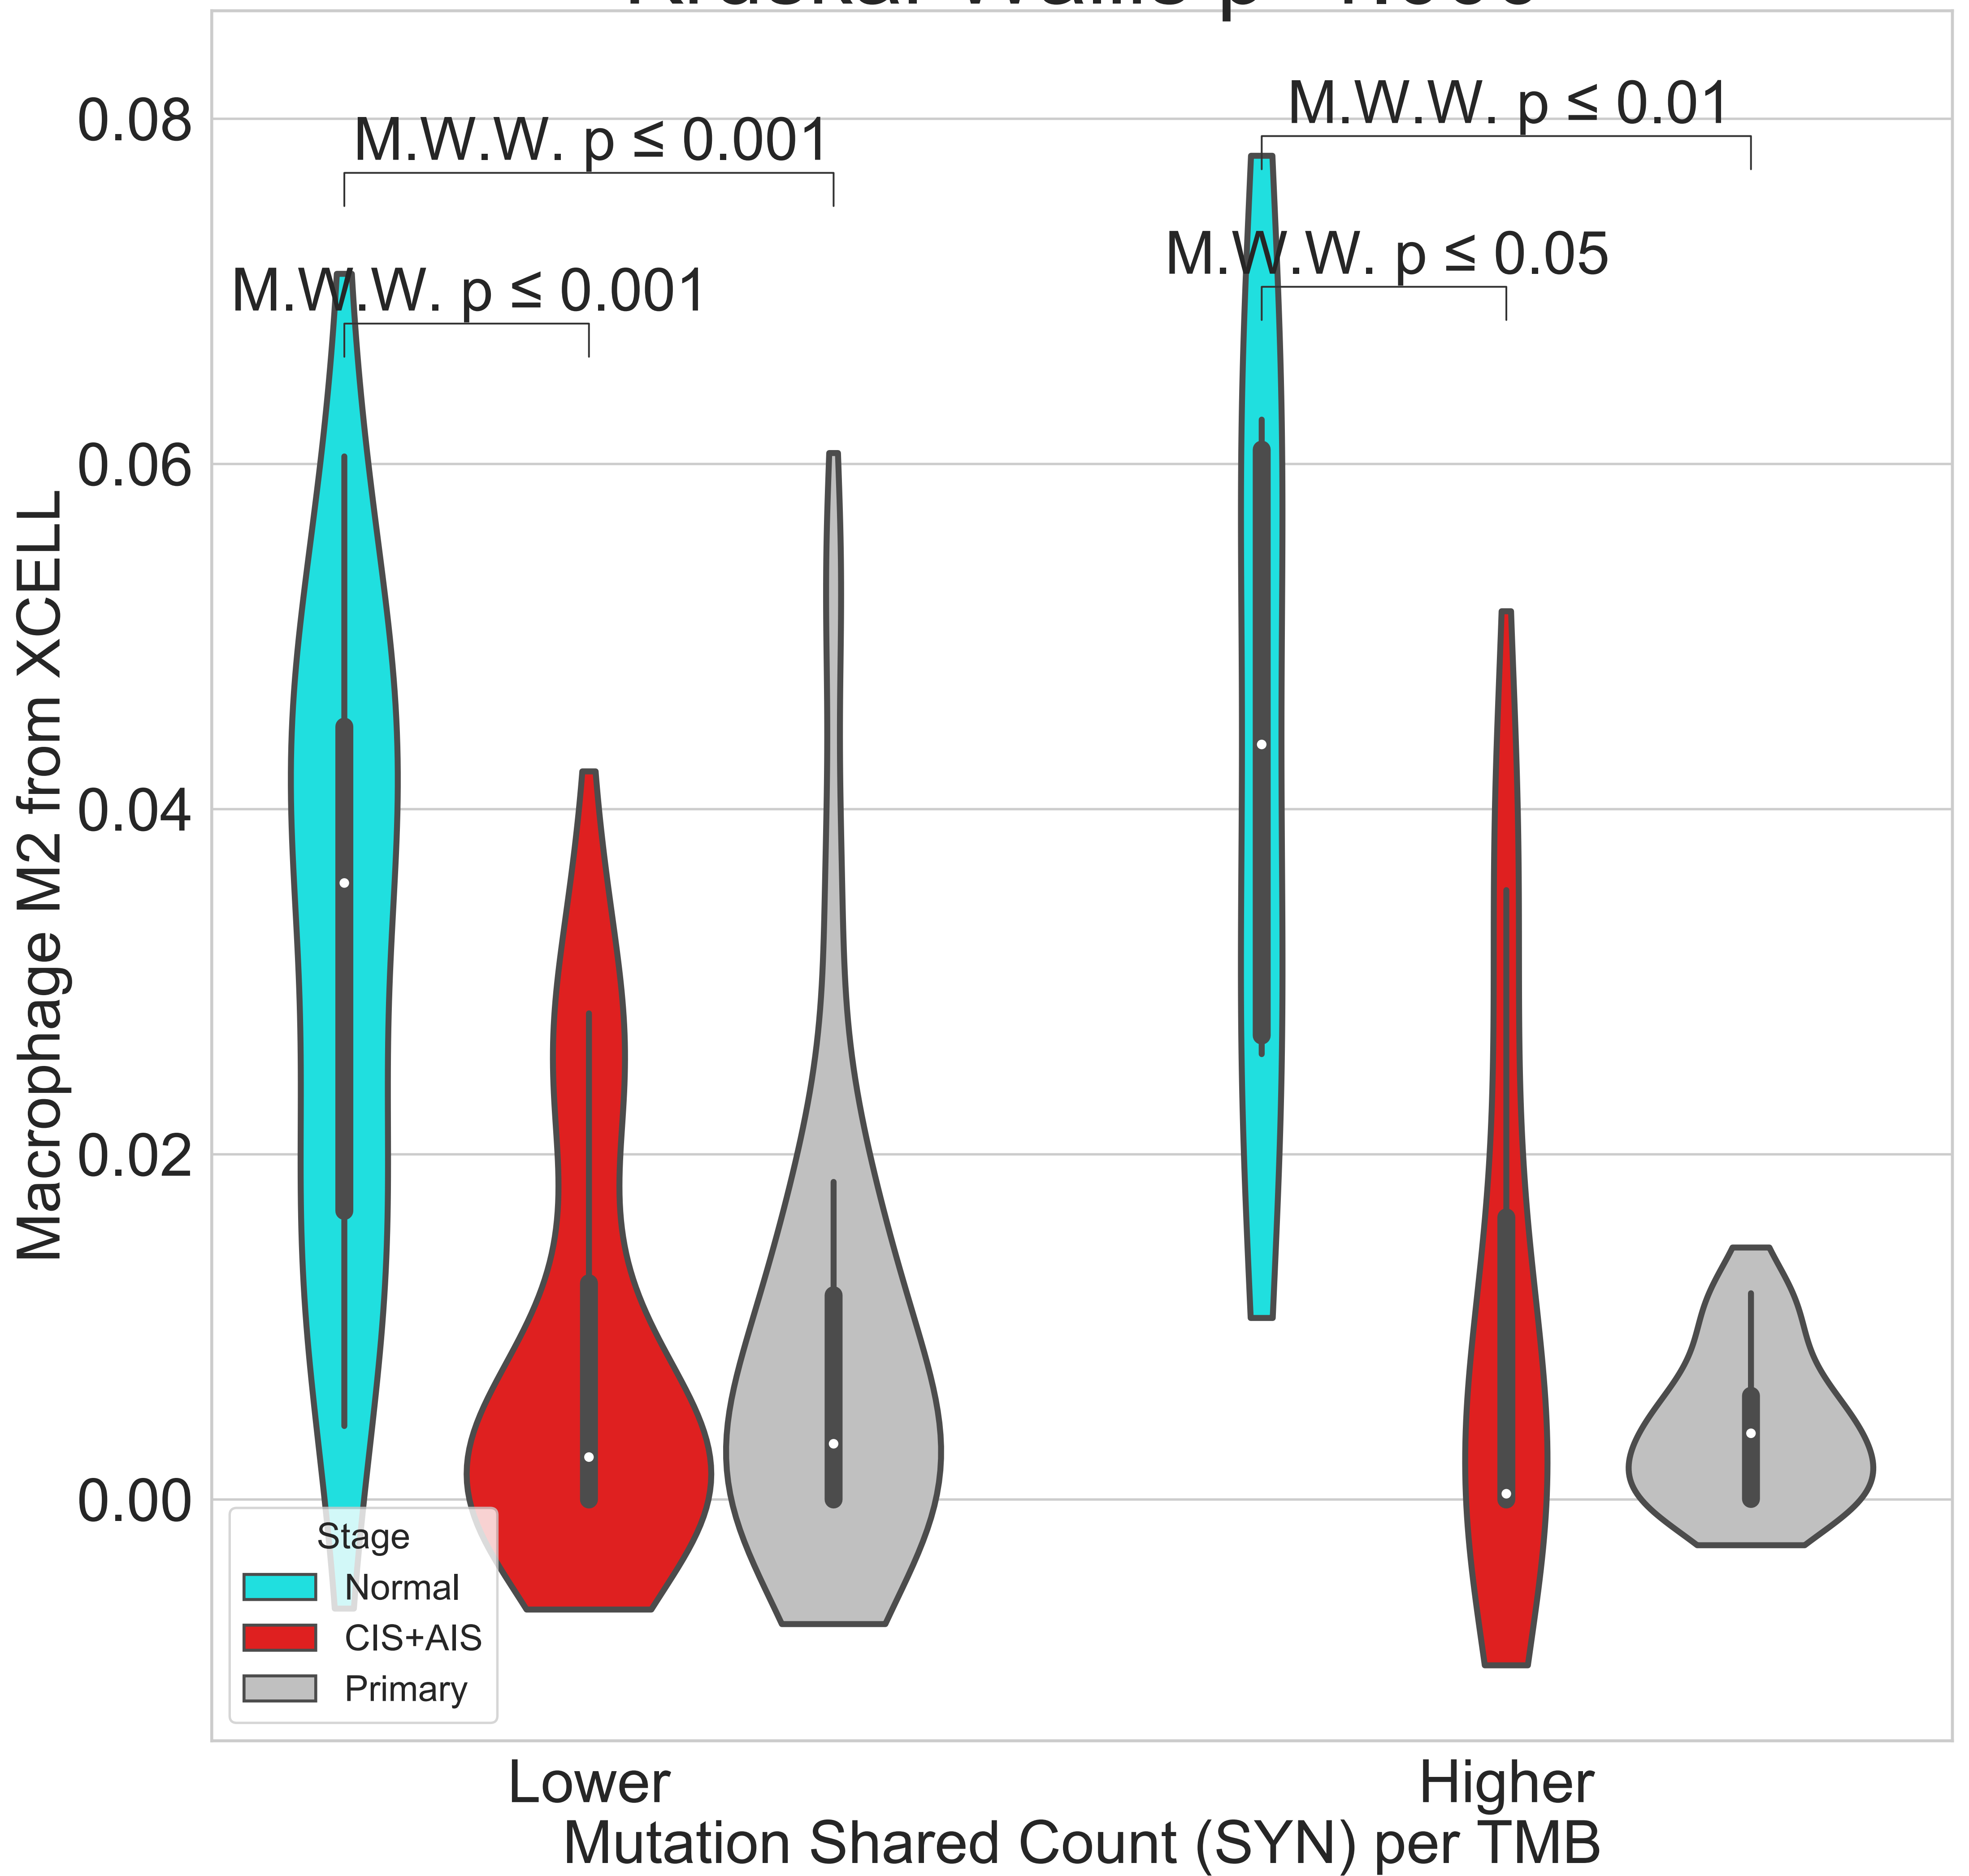 0.08
0.06
0.04
0.02
0.00
Macrophage M2 from XCELL
M.W.W. p ≤ 0.01
M.W.W. p ≤ 0.001
M.W.W. p ≤ 0.05
M.W.W. p ≤ 0.001
Stage
Normal
CIS+AIS
Primary
Lower
Higher
Mutation Shared Count (SYN) per TMB